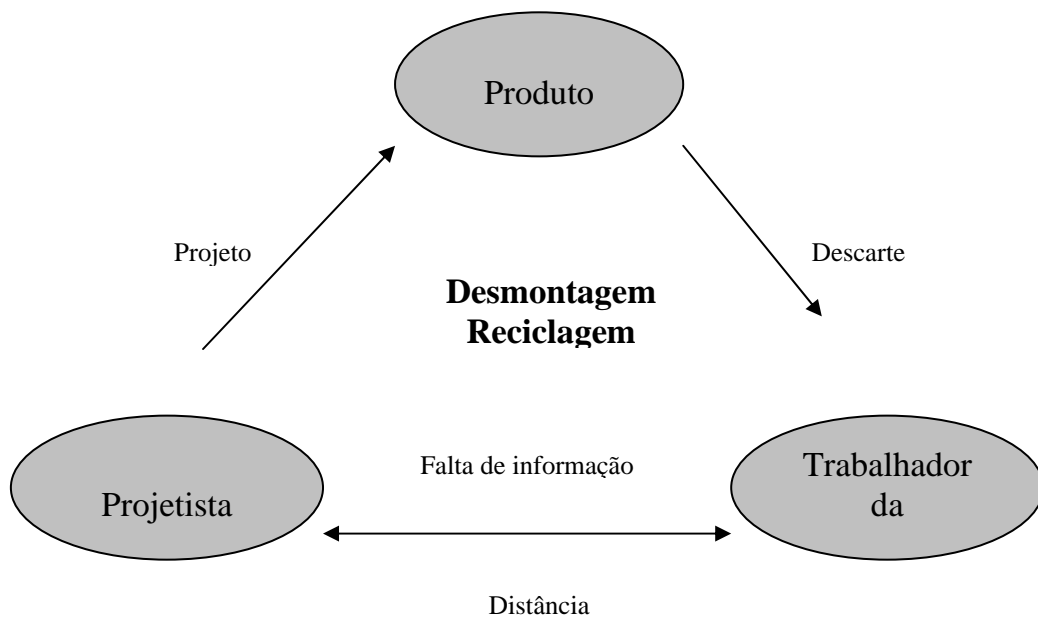 Produto
Projeto
Descarte
Desmontagem
Reciclagem
Falta de informação
Trabalhador
da
Projetista
Distância